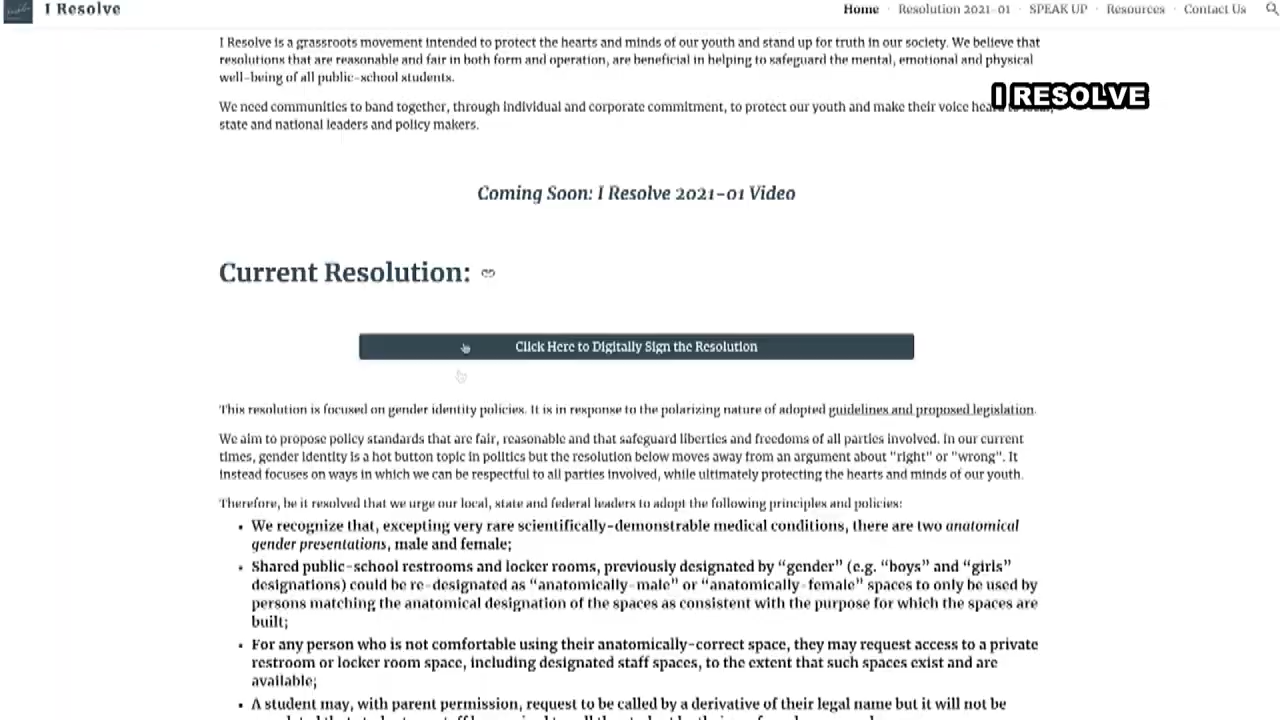 I Resolve
Home · Resolution 2021-01 · SPEAK UP · Resources · Contact Us
I Resolve is a grassroots movement intended to protect the hearts and minds of our youth and stand up for truth in our society. We believe that
resolutions that are reasonable and fair in both form and operation, are beneficial in helping to safeguard the mental, emotional and physical
well-being of all public-school students.
We need communities to band together, through individual and corporate commitment, to protect our youth and make their voice heard
I RESOLVE
state and national leaders and policy makers.
Coming Soon: I Resolve 2021-01 Video
Current Resolution:
Click Here to Digitally Sign the Resolution
This resolution is focused on gender identity policies. It is in response to the polarizing nature of adopted guidelines and proposed legislation.
We aim to propose policy standards that are fair, reasonable and that safeguard liberties and freedoms of all parties involved. In our current
times, gender identity is a hot button topic in politics but the resolution below moves away from an argument about "right" or "wrong". It
instead focuses on ways in which we can be respectful to all parties involved, while ultimately protecting the hearts and minds of our youth.
Therefore, be it resolved that we urge our local, state and federal leaders to adopt the following principles and policies:
• We recognize that, excepting very rare scientifically-demonstrable medical conditions, there are two anatomical
gender presentations, male and female;
• Shared public-school restrooms and locker rooms, previously designated by “gender” (e.g. “boys” and “girls”
designations) could be re-designated as “anatomically-male” or “anatomically-female” spaces to only be used by
persons matching the anatomical designation of the spaces as consistent with the purpose for which the spaces are
built;
• For any person who is not comfortable using their anatomically-correct space, they may request access to a private
restroom or locker room space, including designated staff spaces, to the extent that such spaces exist and are
available;
• A student may, with parent permission, request to be called by a derivative of their legal name but it will not be